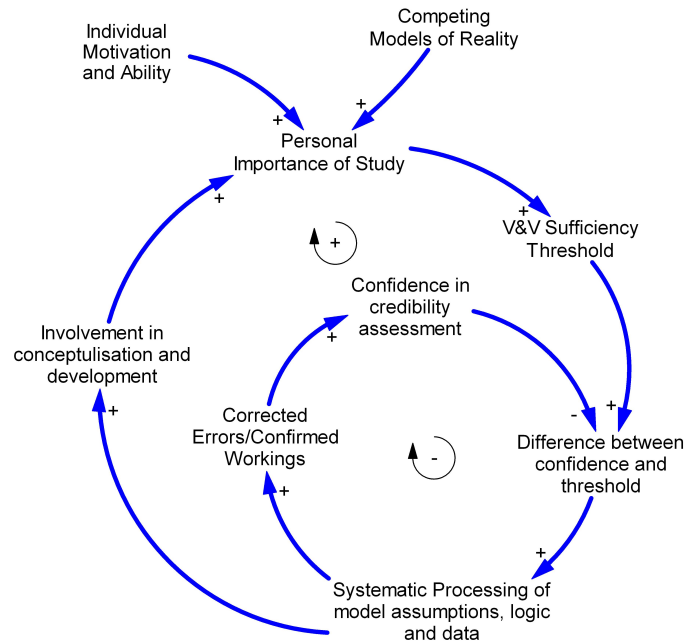 Individual
Motivation
and Ability
Competing
Models of Reality
+
+
Personal
Importance of Study
+
+
V&V Sufficiency
Threshold
+
Confidence in
credibility
assessment
+
Involvement in
conceptulisation and
development
+
Corrected
Errors/Confirmed
Workings
-
+
-
Difference between
confidence and
threshold
+
+
Systematic Processing of
model assumptions, logic
and data